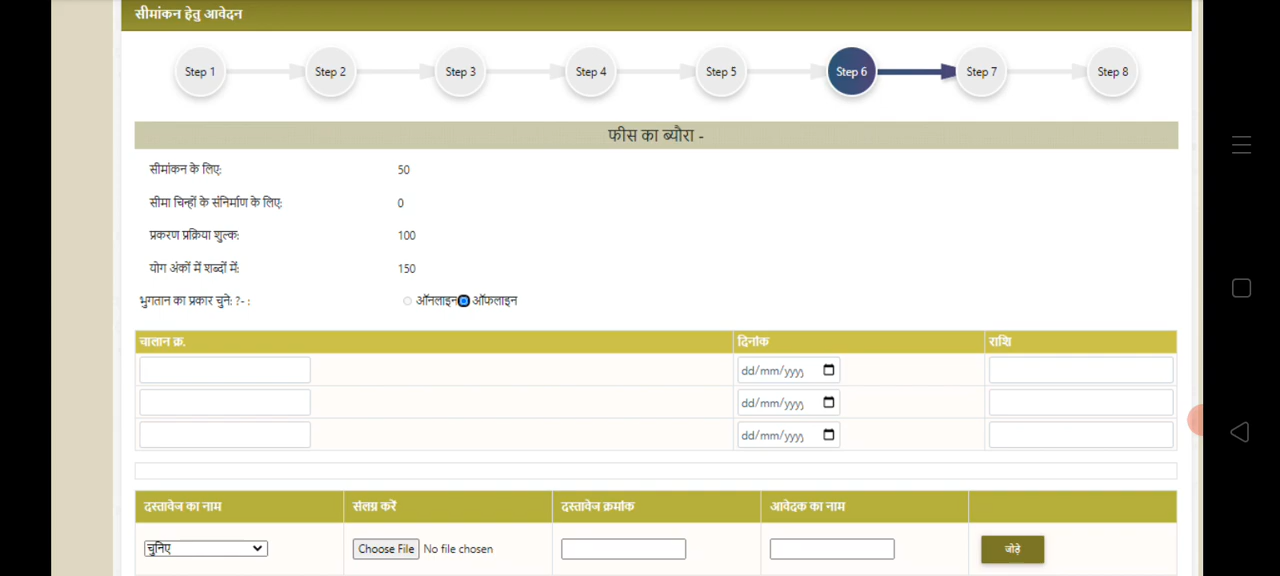 सीमांकन हेतु आवेदन
Step 1 Step 2 Step 3 Step 4 Step 5 Step 6 Step 7 Step 8
फीस का ब्यौरा -
सीमांकन के लिए: 50
सीमा चिन्हों के संनिर्माण के लिए: 0
प्रकरण प्रक्रिया शुल्क: 100
योग अंकों में शब्दों में: 150
भुगतान का प्रकार चुने: ?- : ऑनलाइन ऑफलाइन
चालान क्र. दिनांक राशि
dd/mm/yyyy
dd/mm/yyyy
dd/mm/yyyy
दस्तावेज का नाम संलग्न करें दस्तावेज क्रमांक आवेदक का नाम
चुनिए Choose File No file chosen जोड़े